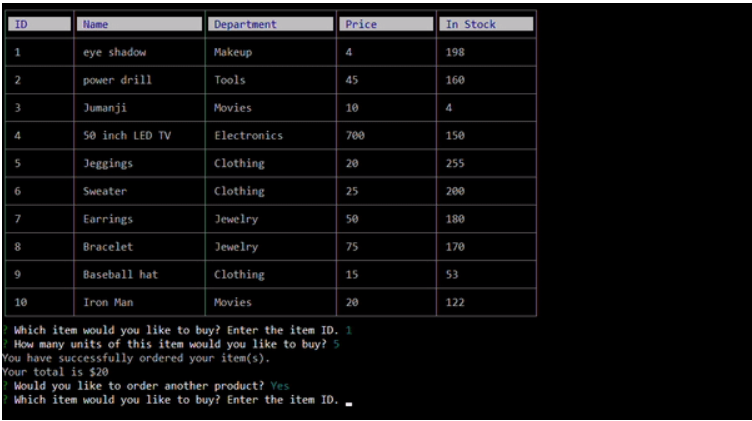 ID Name Department Price In Stock
1 eye shadow Makeup 4 198
2 power drill Tools 45 160
3 Jumanji Movies 10 4
4 50 inch LED TV Electronics 700 150
5 Jeggings Clothing 20 255
6 Sweater Clothing 25 200
7 Earrings Jewelry 50 180
8 Bracelet Jewelry 75 170
9 Baseball hat Clothing 15 53
10 Iron Man Movies 20 122
? Which item would you like to buy? Enter the item ID. 1
? How many units of this item would you like to buy? 5
You have successfully ordered your item(s).
Your total is $20
? Would you like to order another product? Yes
? Which item would you like to buy? Enter the item ID.